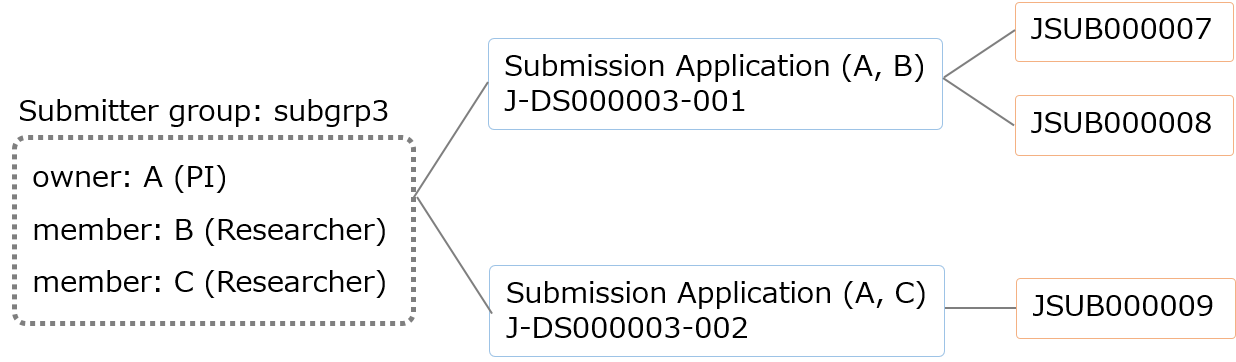 Submitter group: subgrp3
owner: A (PI)
member: B (Researcher)
member: C (Researcher)
Submission Application (A, B)
J-DS000003-001
JSUB000007
JSUB000008
Submission Application (A, C)
J-DS000003-002
JSUB000009